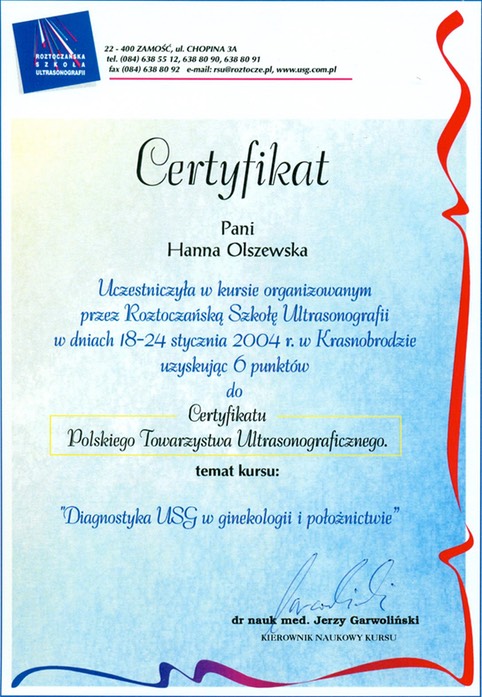 ROZTOCZAŃSKA
SZKOŁA
ULTRASONOGRAFII
22 - 400 ZAMOŚĆ, ul. CHOPINA 3A
tel. (084) 638 55 12, 638 80 90, 638 80 91
fax (084) 638 80 92 e-mail: rsu@roztocze.pl, www.usg.com.pl
Certyfikat
Pani
Hanna Olszewska
Uczestniczyła w kursie organizowanym
przez Roztoczańską Szkołę Ultrasonografii
w dniach 18-24 stycznia 2004 r. w Krasnobrodzie
uzyskując 6 punktów
do
Certyfikatu
Polskiego Towarzystwa Ultrasonograficznego.
temat kursu:
"Diagnostyka USG w ginekologii i położnictwie"
dr nauk med. Jerzy Garwoliński
KIEROWNIK NAUKOWY KURSU